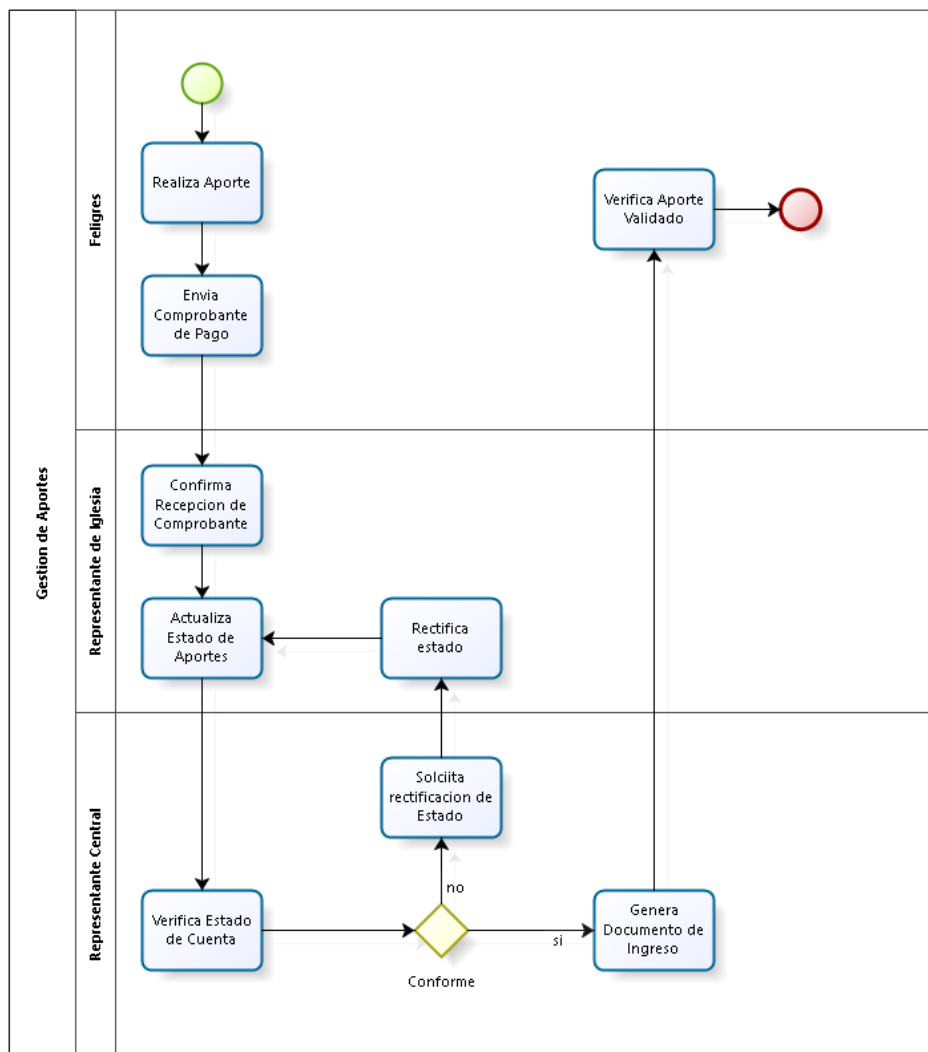 Gestion de Aportes
Feligres
Realiza Aporte
Envia
Comprobante
de Pago
Verifica Aporte
Validado
Representante de Iglesia
Confirma
Recepcion de
Comprobante
Actualiza
Estado de
Aportes
Rectifica
estado
Representante Central
Solciita
rectificacion de
Estado
no
Verifica Estado
de Cuenta
Conforme
si
Genera
Documento de
Ingreso